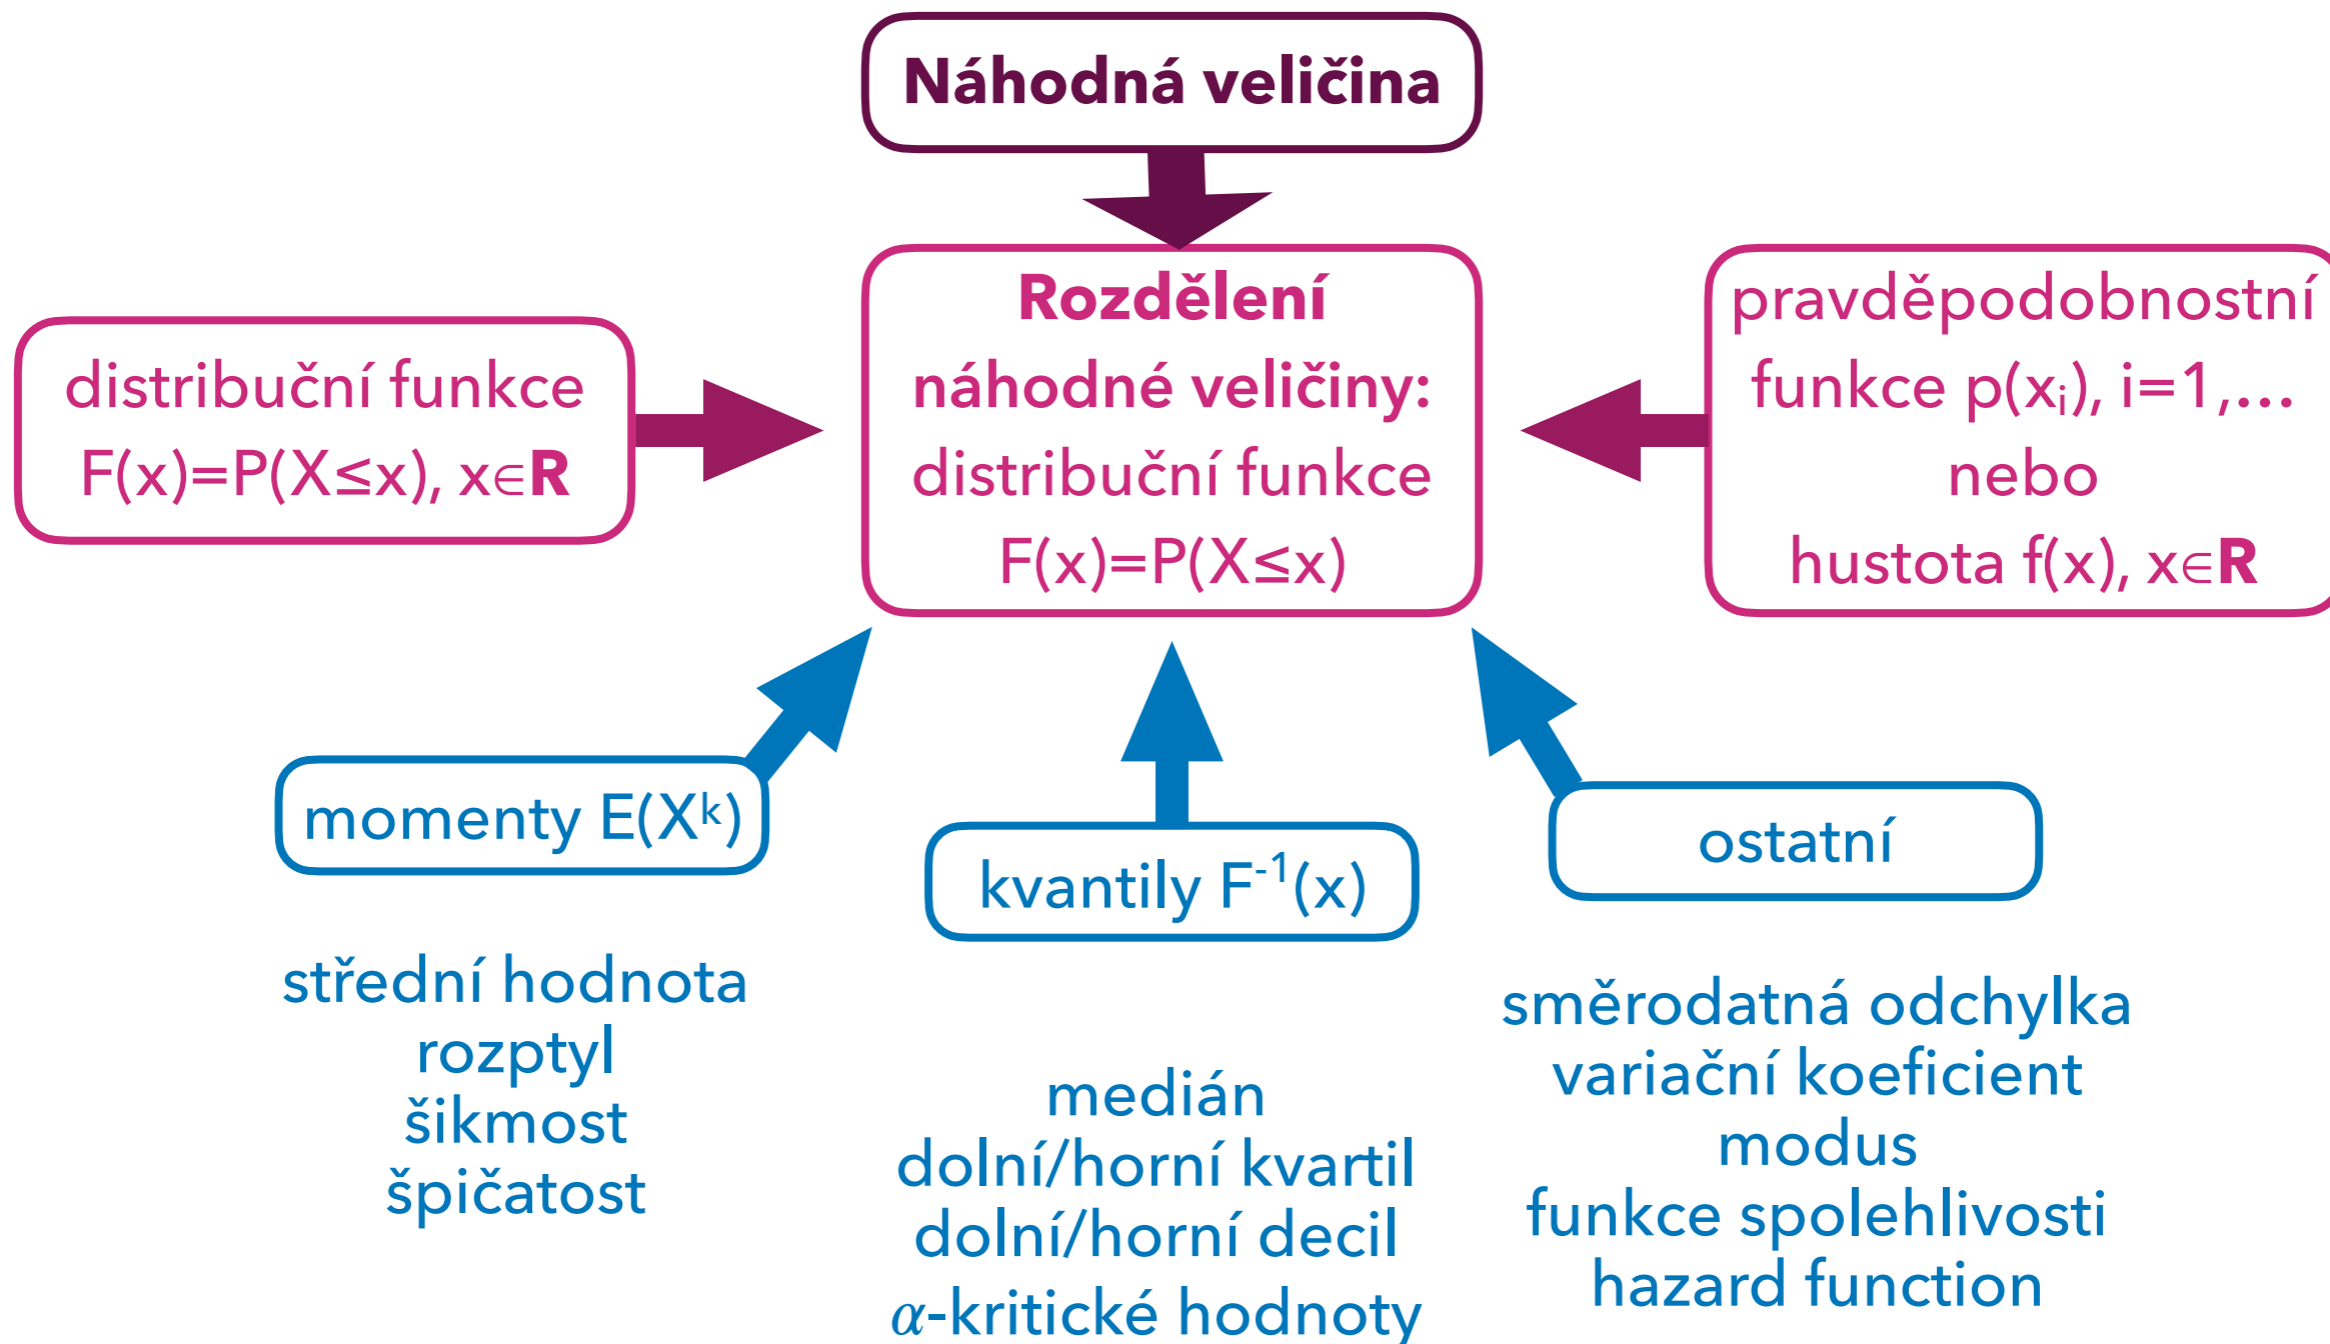 Náhodná veličina
distribuční funkce
F(x)=P(X≤x), x∈R
Rozdělení
náhodné veličiny:
distribuční funkce
F(x)=P(X≤x)
pravděpodobnostní
funkce p(xᵢ), i=1,…
nebo
hustota f(x), x∈R
momenty E(Xᵏ)
střední hodnota
rozptyl
šikmost
špičatost
kvantily F⁻¹(x)
medián
dolní/horní kvartil
dolní/horní decil
α-kritické hodnoty
ostatní
směrodatná odchylka
variační koeficient
modus
funkce spolehlivosti
hazard function